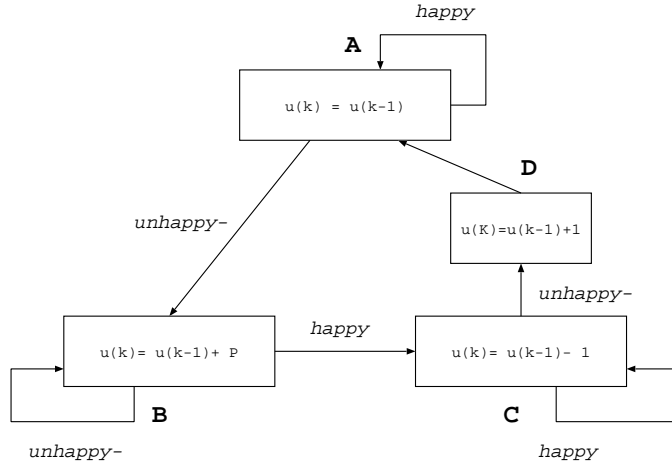 happy
A
u(k) = u(k-1)
D
unhappy-
u(K)=u(k-1)+1
unhappy-
happy
u(k)= u(k-1)+ P
u(k)= u(k-1)- 1
B
C
unhappy-
happy